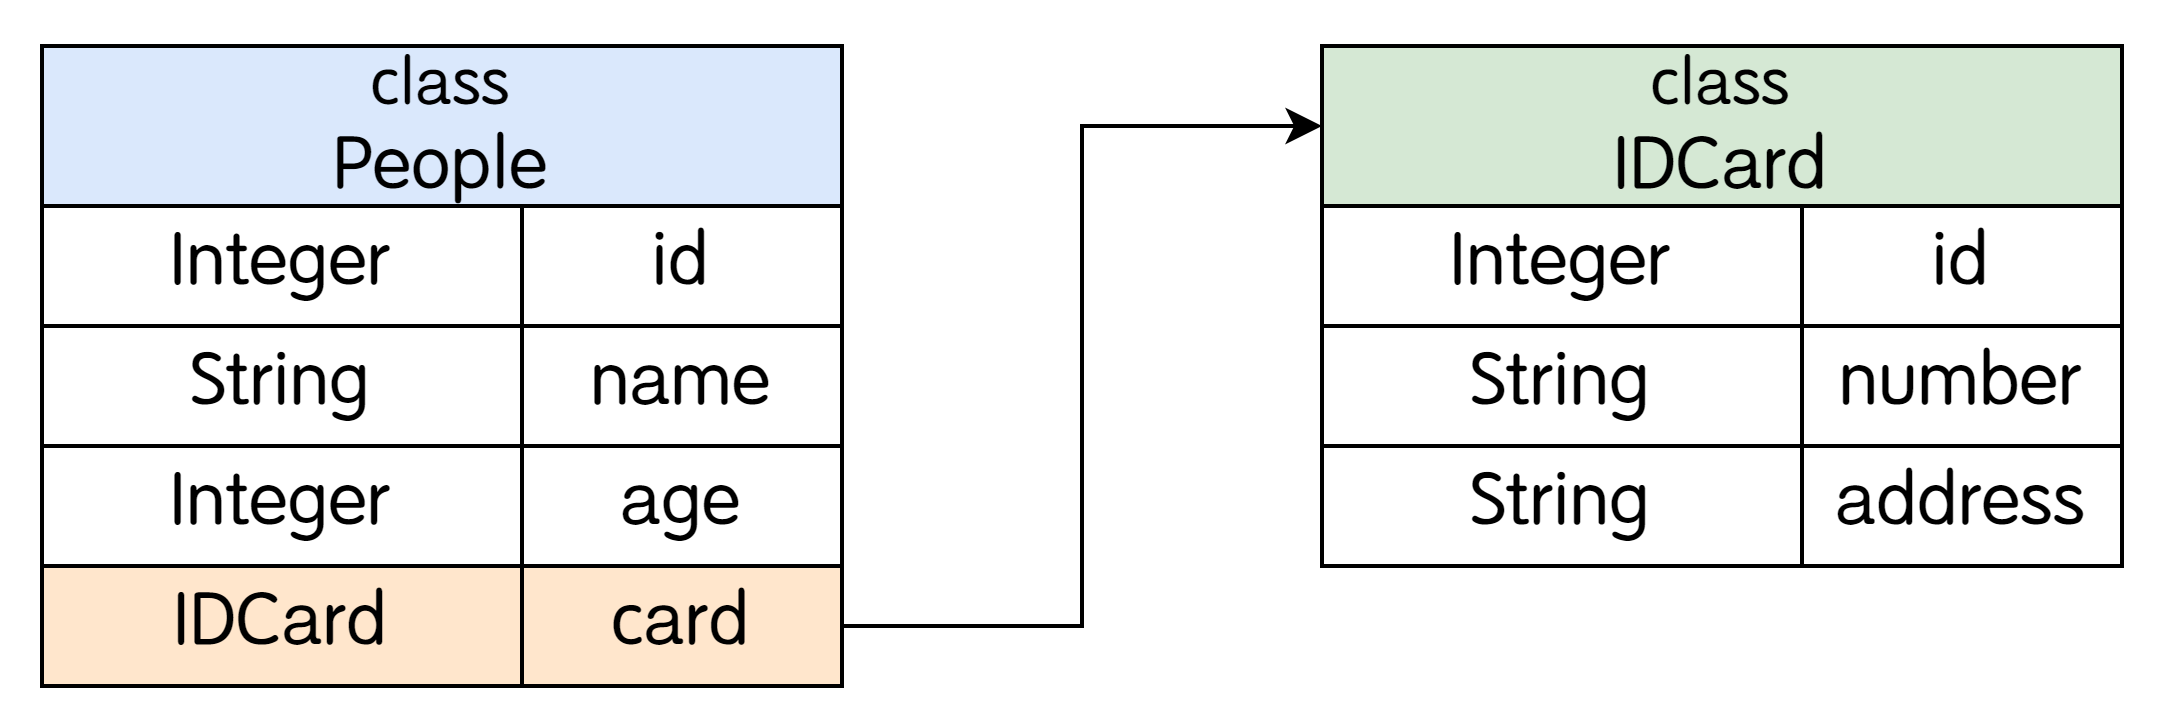 class
People
Integer id
String name
Integer age
IDCard card
class
IDCard
Integer id
String number
String address